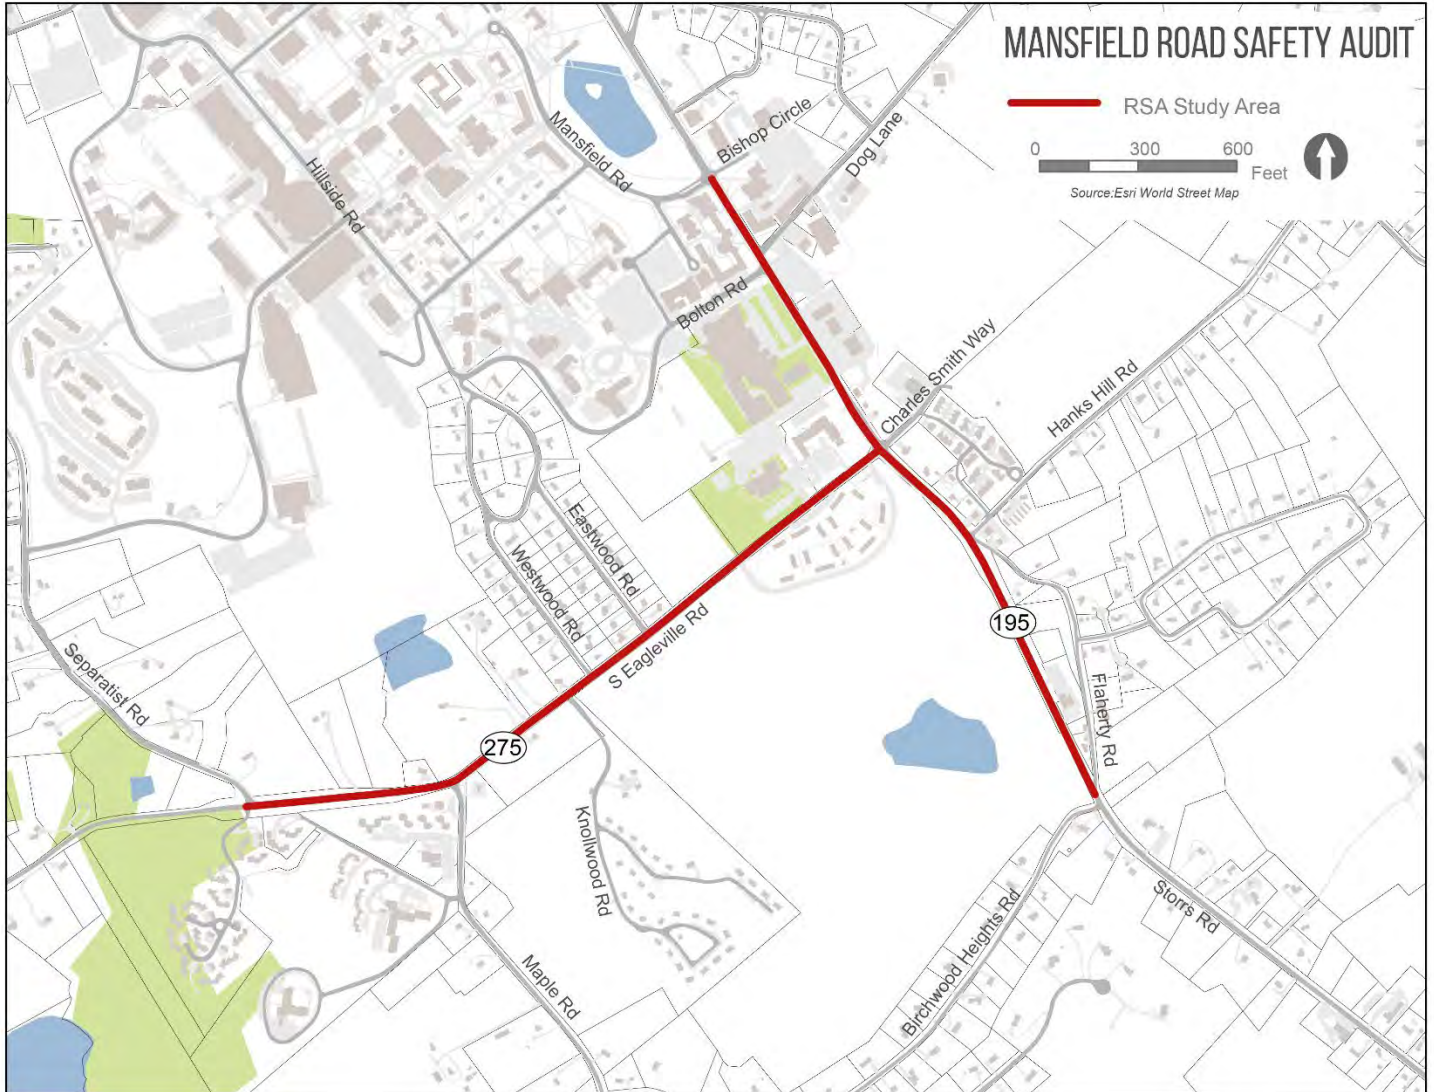 MANSFIELD ROAD SAFETY AUDIT
RSA Study Area
0 300 600
Feet
Source:Esri World Street Map
Mansfield Rd
Bishop Circle
Dog Lane
Hillside Rd
Bolton Rd
Charles Smith Way
Hanks Hill Rd
Eastwood Rd
Westwood Rd
S Eagleville Rd
195
Separatist Rd
Flaherty Rd
275
Knollwood Rd
Storrs Rd
Birchwood Heights Rd
Maple Rd